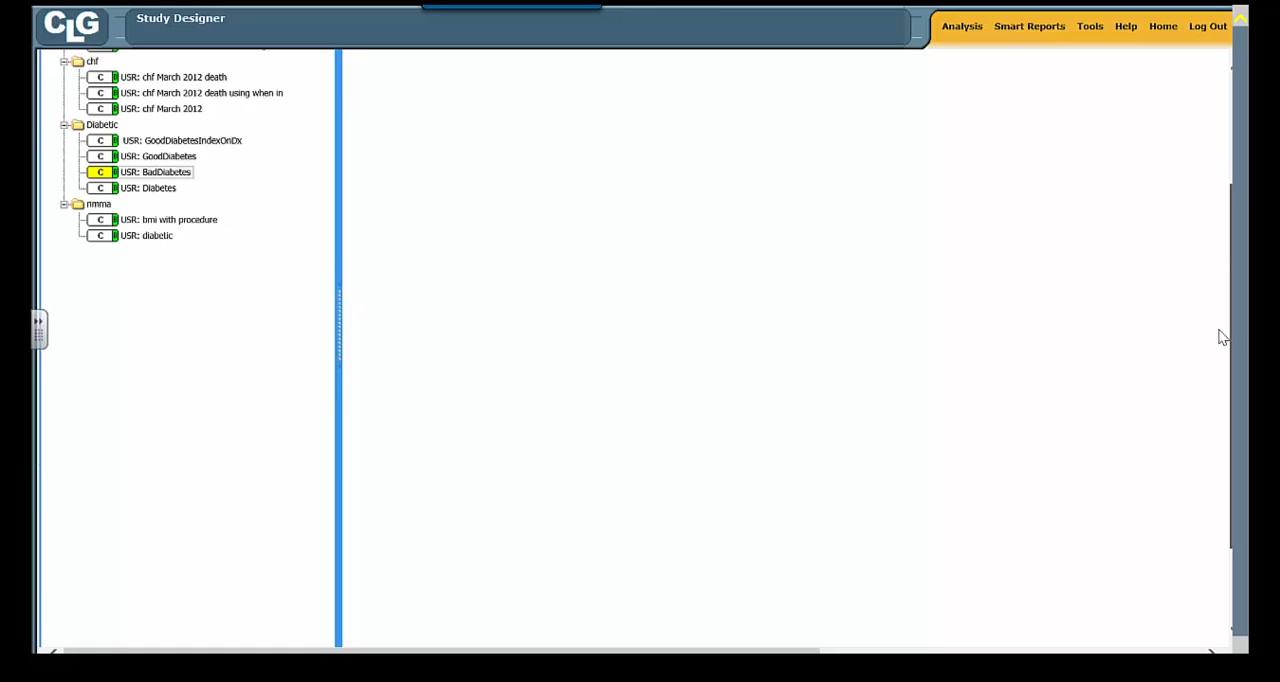 CLG
Study Designer
Analysis Smart Reports Tools Help Home Log Out
chf
C USR: chf March 2012 death
C USR: chf March 2012 death using when in
C USR: chf March 2012
Diabetic
C USR: GoodDiabetesIndexOnDx
C USR: GoodDiabetes
C USR: BadDiabetes
C USR: Diabetes
nmma
C USR: bmi with procedure
C USR: diabetic